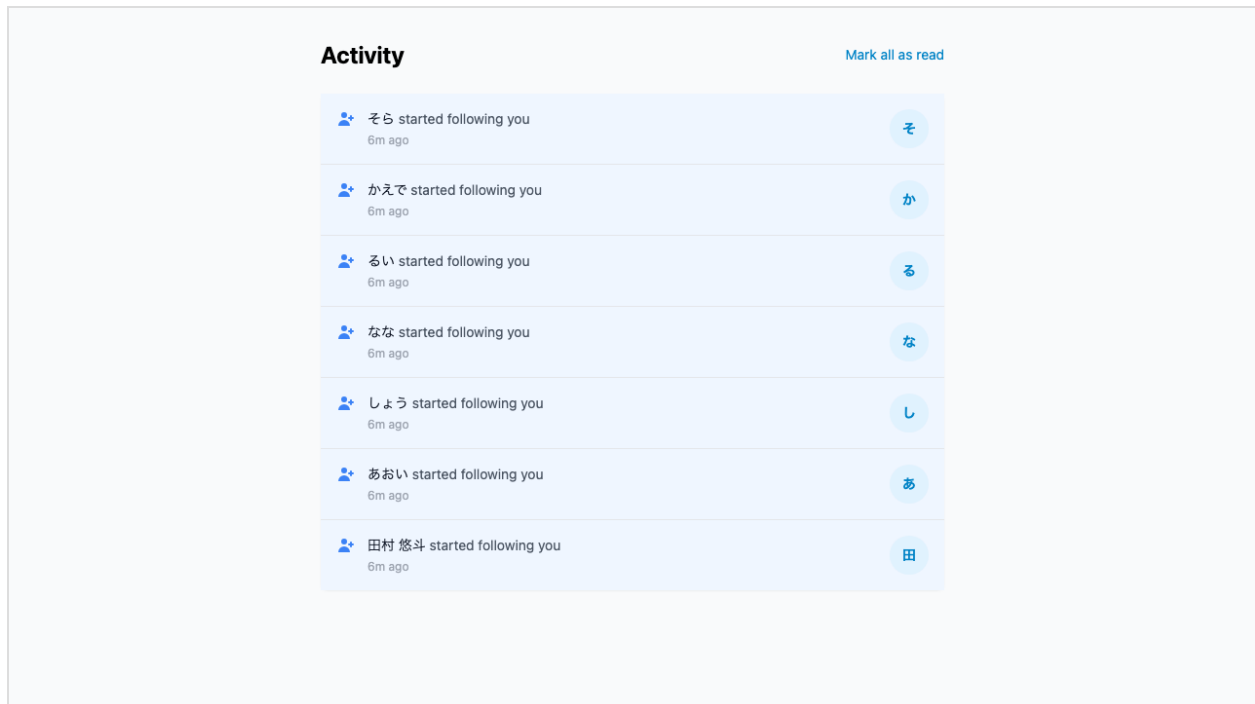 Activity
Mark all as read
そら started following you
6m ago
そ
かえで started following you
6m ago
か
るい started following you
6m ago
る
なな started following you
6m ago
な
しょう started following you
6m ago
し
あおい started following you
6m ago
あ
田村 悠斗 started following you
6m ago
田